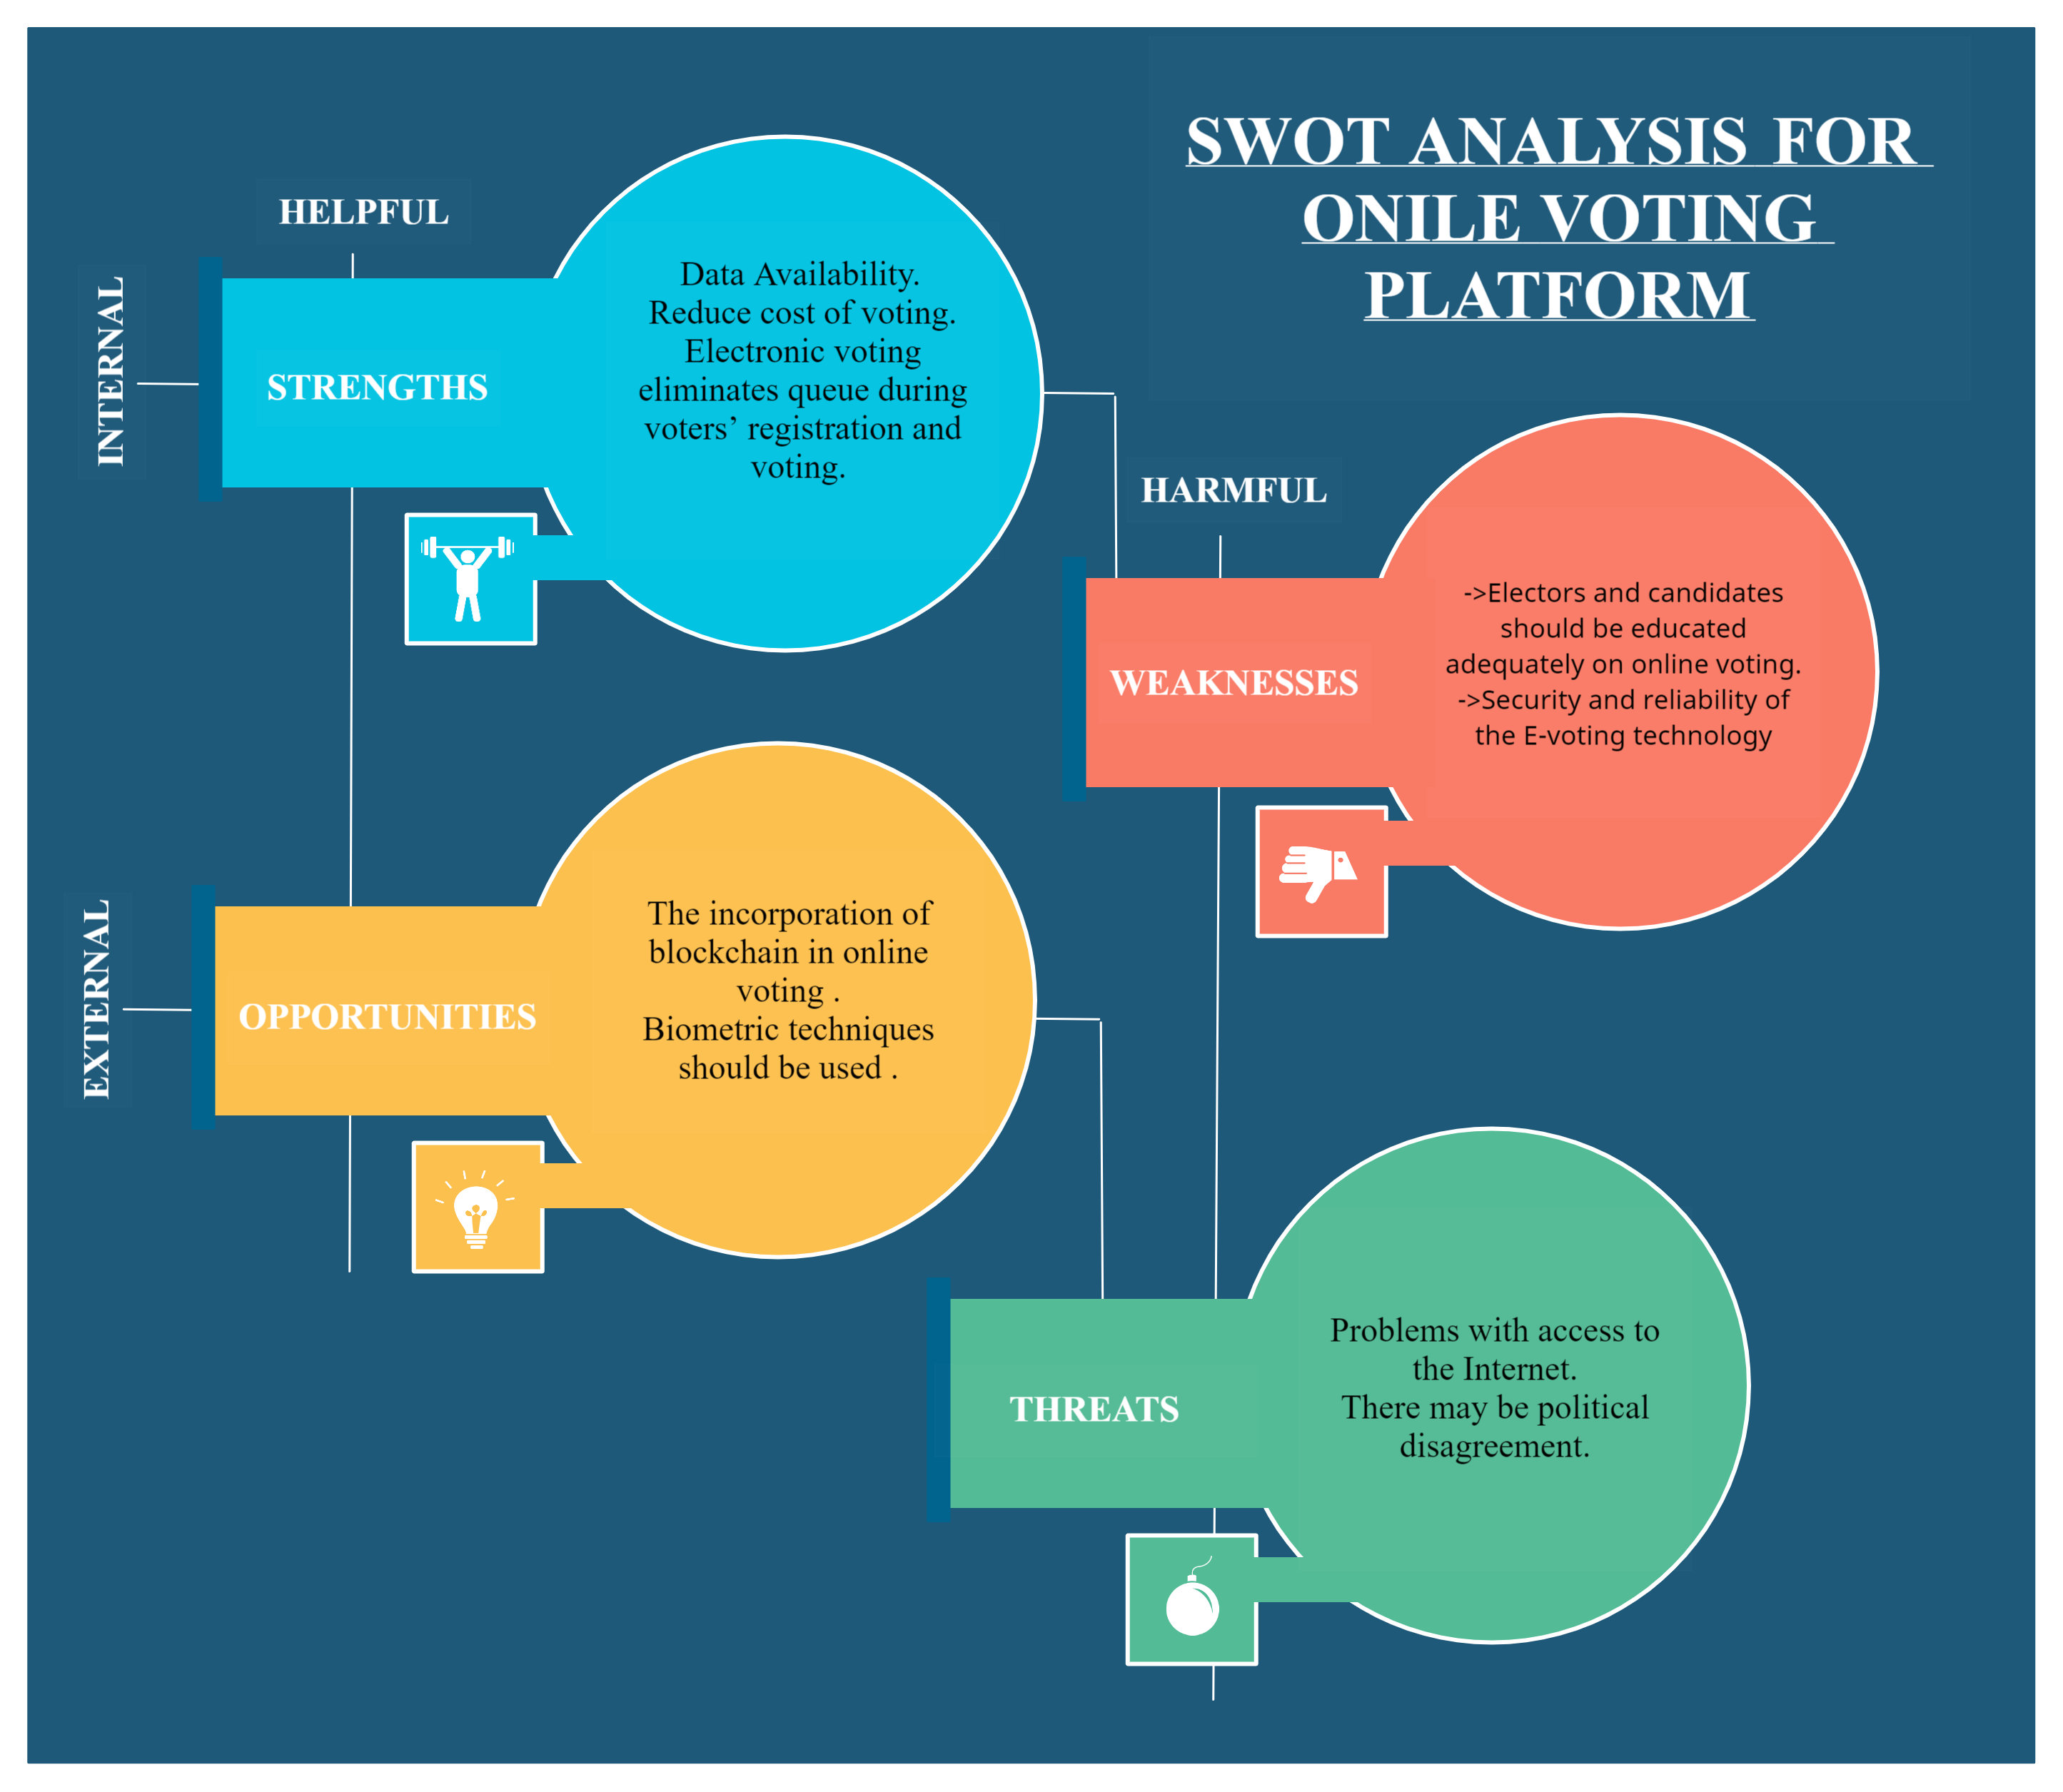 SWOT ANALYSIS FOR
ONILE VOTING
PLATFORM
HELPFUL
INTERNAL
STRENGTHS
Data Availability.
Reduce cost of voting.
Electronic voting
eliminates queue during
voters’ registration and
voting.
HARMFUL
WEAKNESSES
->Electors and candidates
should be educated
adequately on online voting.
->Security and reliability of
the E-voting technology
EXTERNAL
OPPORTUNITIES
The incorporation of
blockchain in online
voting .
Biometric techniques
should be used .
THREATS
Problems with access to
the Internet.
There may be political
disagreement.